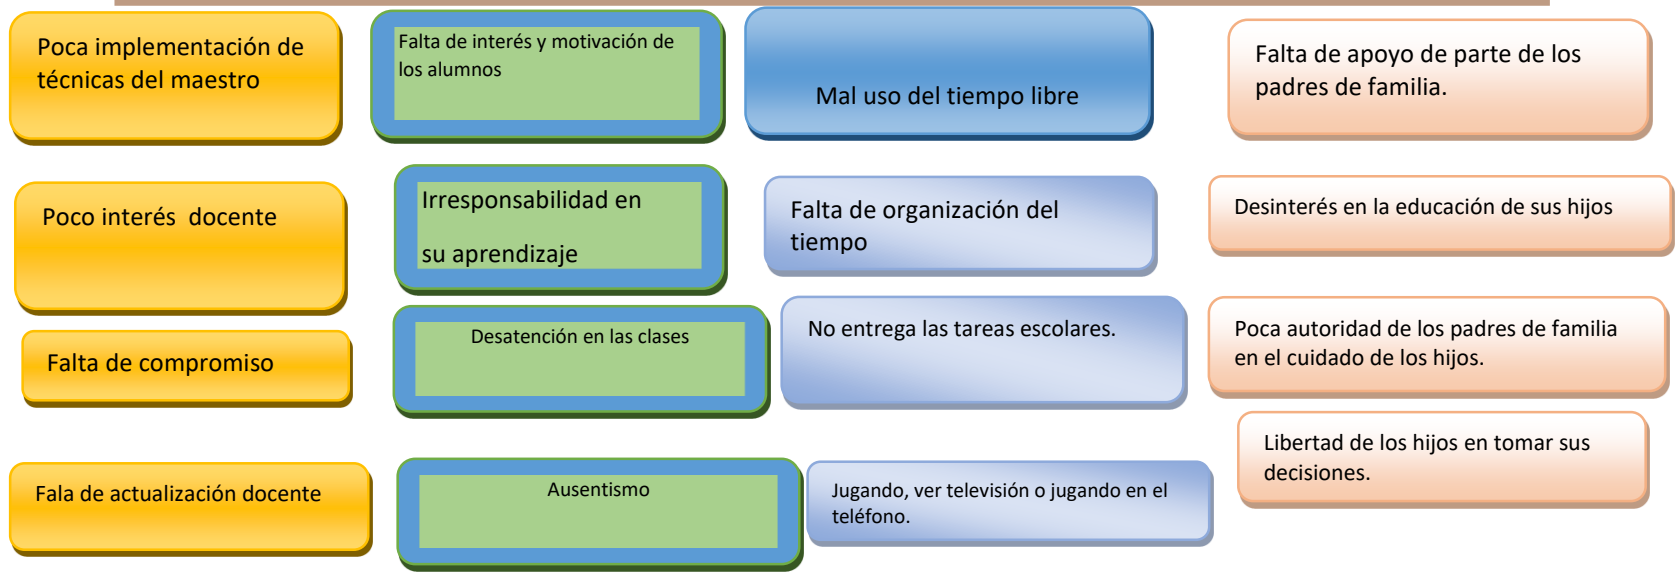 Poca implementación de
técnicas del maestro
Poco interés docente
Falta de compromiso
Fala de actualización docente
Falta de interés y motivación de
los alumnos
Irresponsabilidad en
su aprendizaje
Desatención en las clases
Ausentismo
Mal uso del tiempo libre
Falta de organización del
tiempo
No entrega las tareas escolares.
Jugando, ver televisión o jugando en el
teléfono.
Falta de apoyo de parte de los
padres de familia.
Desinterés en la educación de sus hijos
Poca autoridad de los padres de familia
en el cuidado de los hijos.
Libertad de los hijos en tomar sus
decisiones.